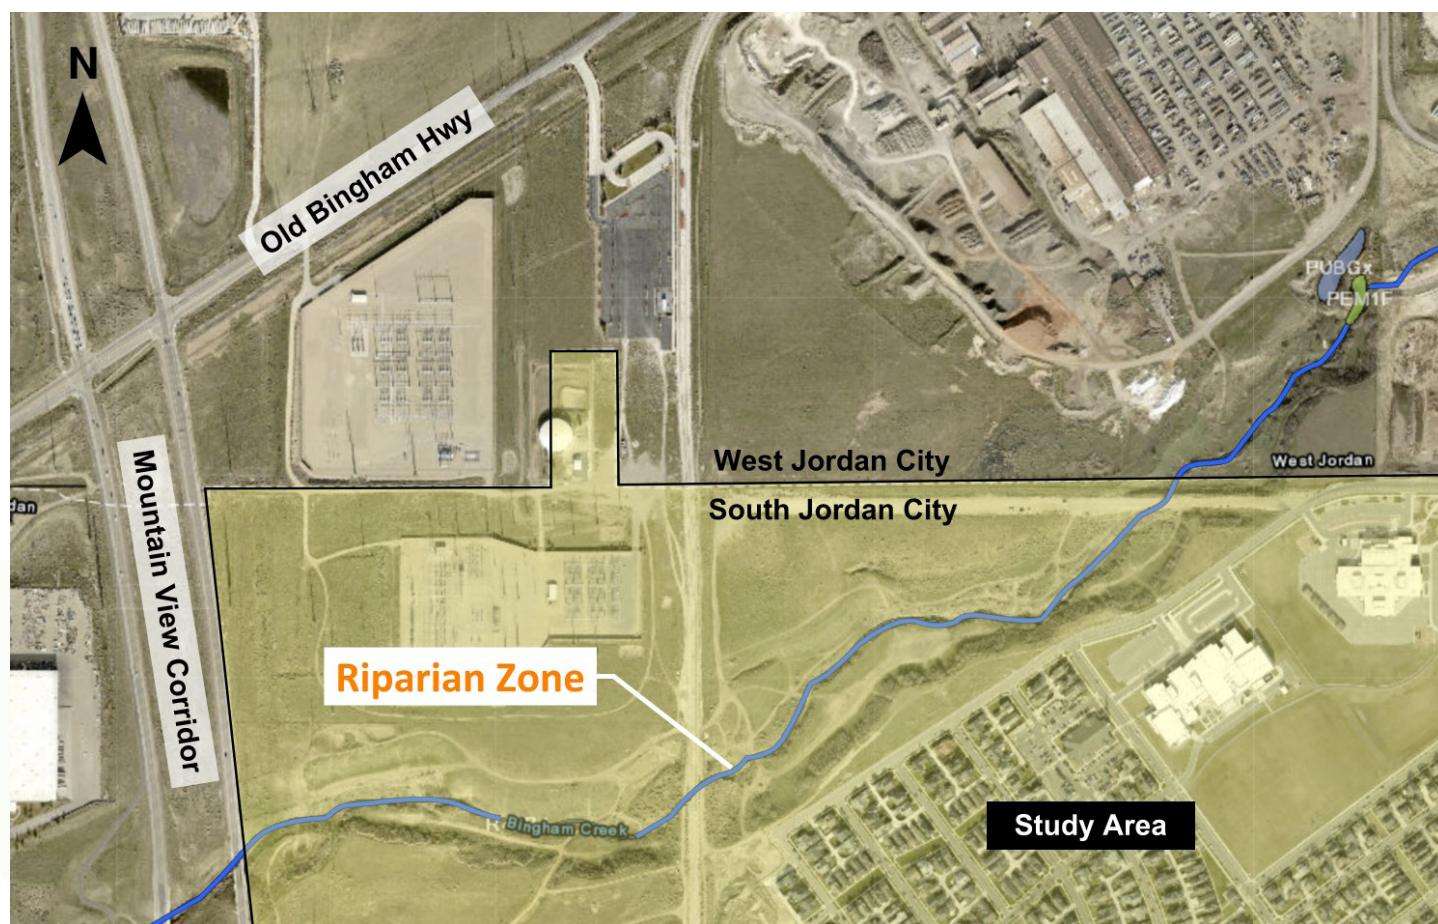 N
Old Bingham Hwy
PUBGx
PEM1F
West Jordan City
West Jordan
South Jordan City
dan
Mountain View Corridor
Riparian Zone
R
Bingham Creek
Study Area